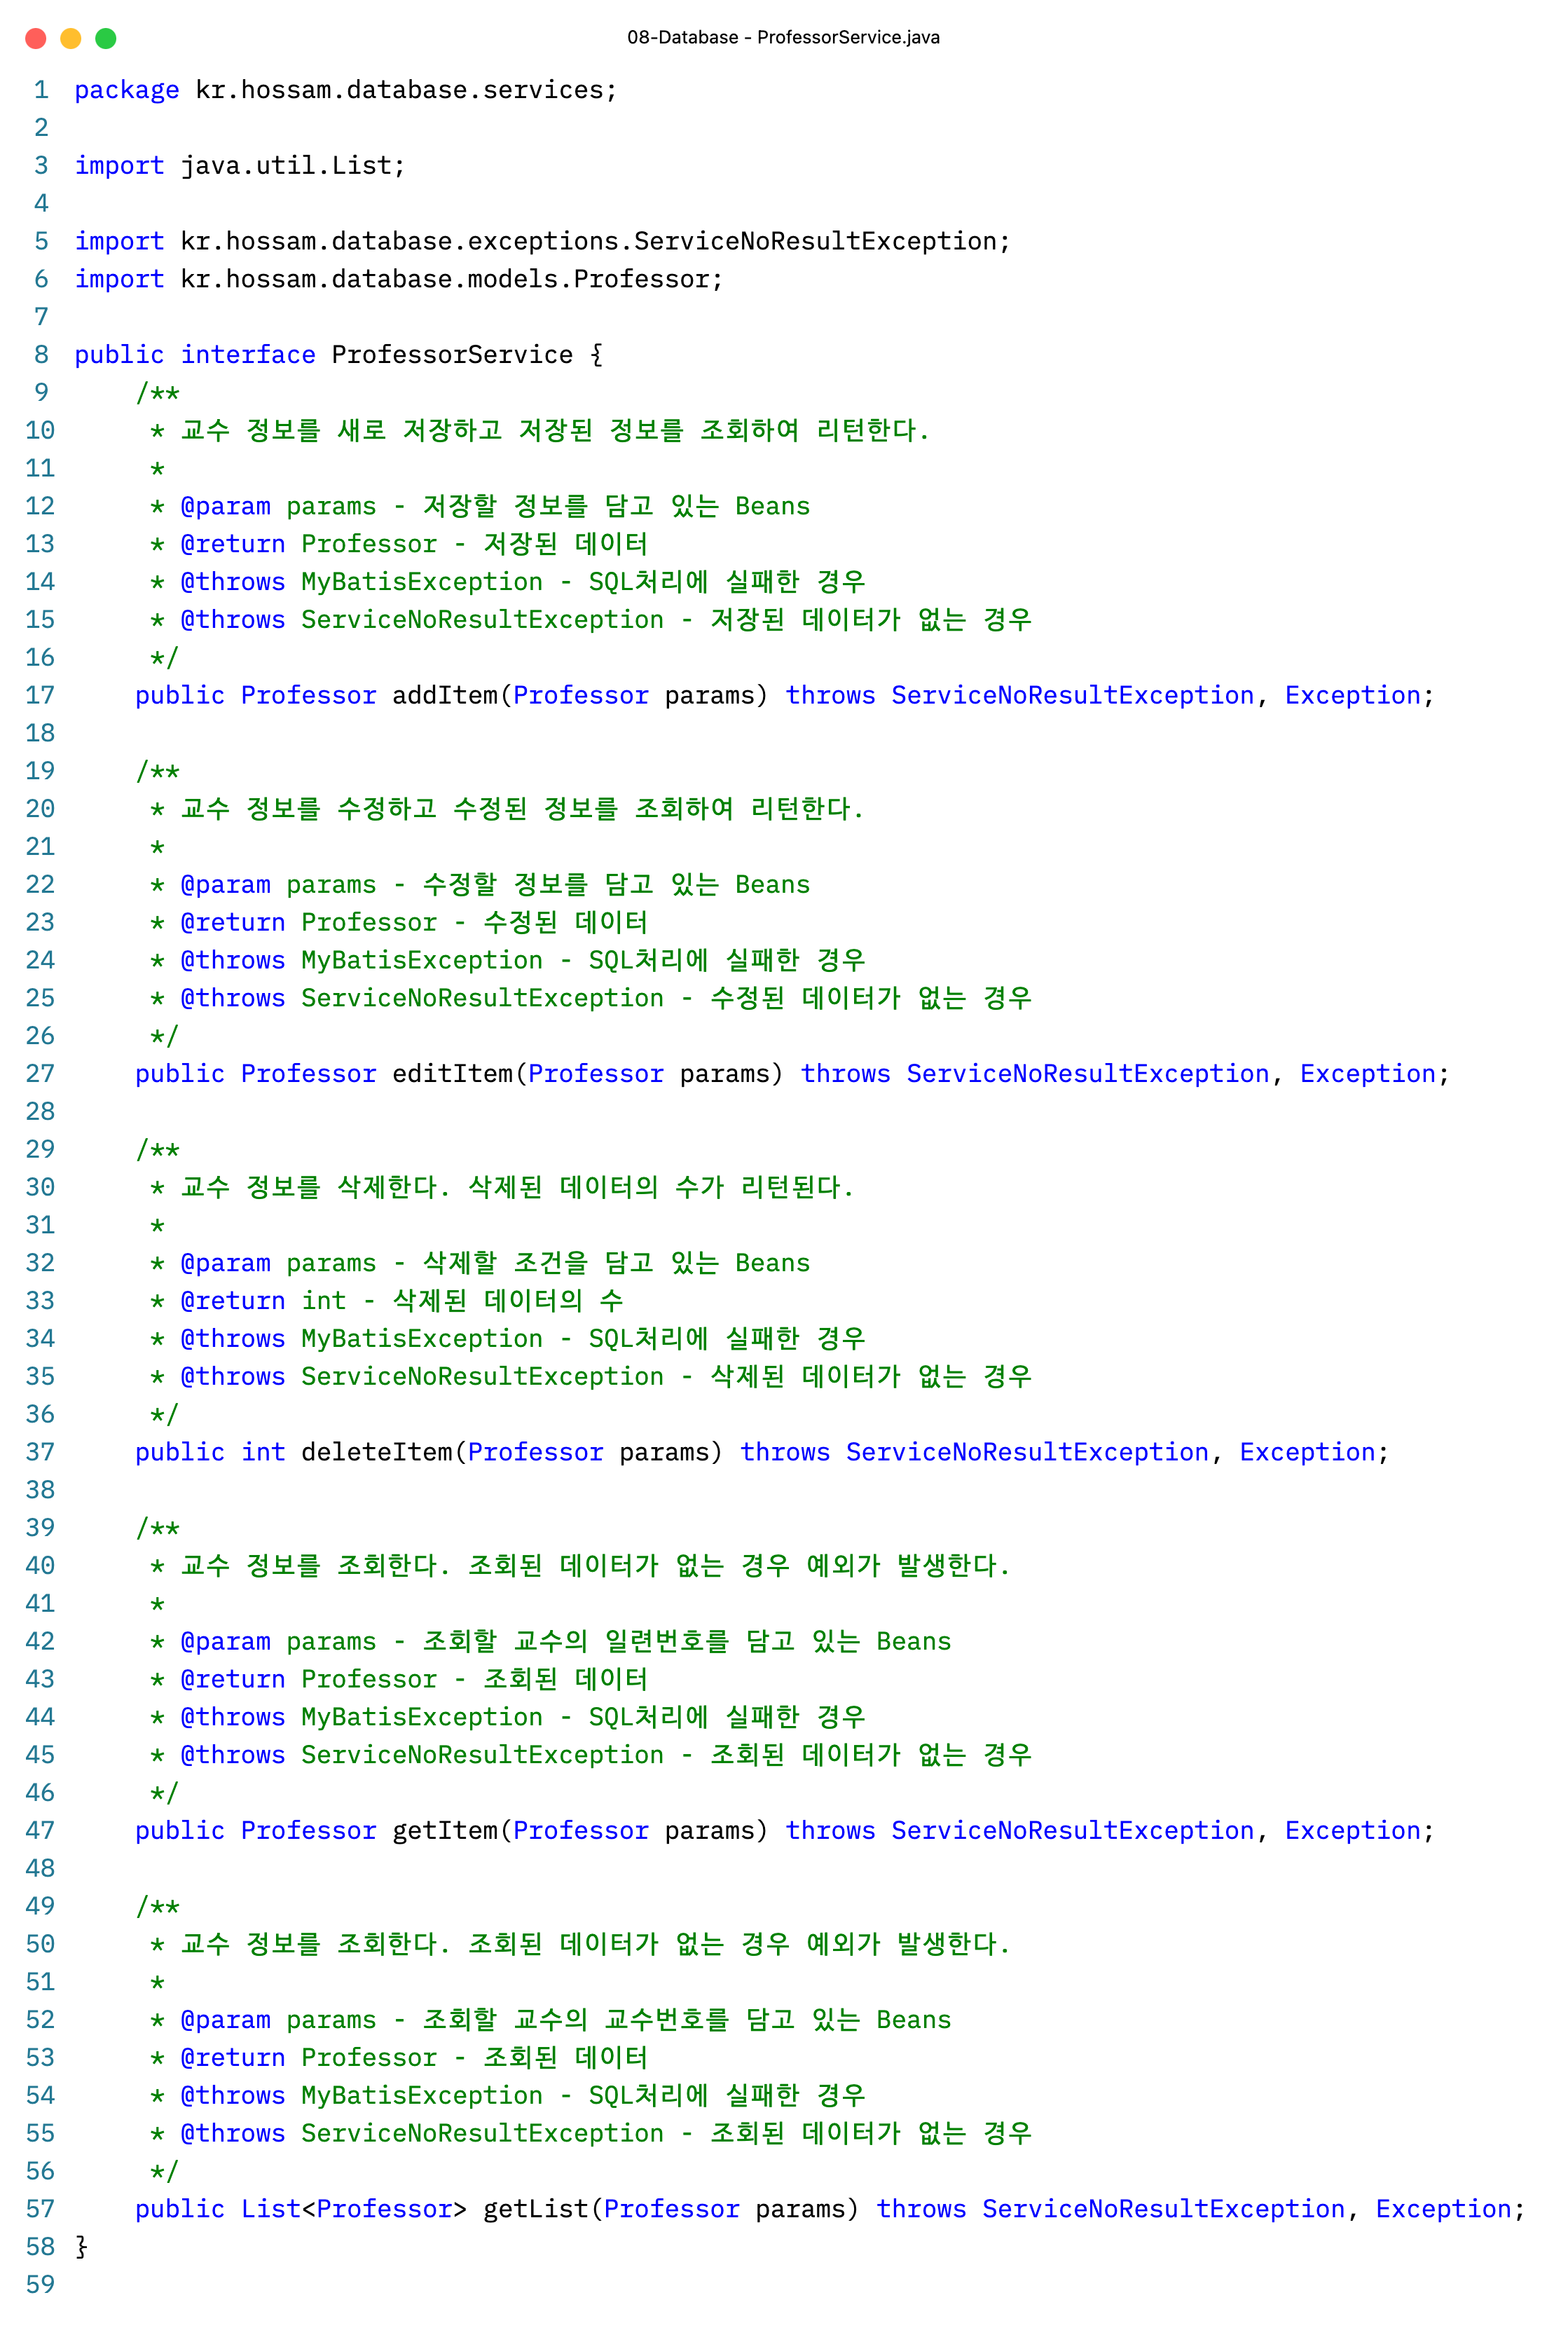 08-Database - ProfessorService.java
1 package kr.hossam.database.services;
2
3 import java.util.List;
4
5 import kr.hossam.database.exceptions.ServiceNoResultException;
6 import kr.hossam.database.models.Professor;
7
8 public interface ProfessorService {
9     /**
10      * 교수 정보를 새로 저장하고 저장된 정보를 조회하여 리턴한다.
11      *
12      * @param params - 저장할 정보를 담고 있는 Beans
13      * @return Professor - 저장된 데이터
14      * @throws MyBatisException - SQL처리에 실패한 경우
15      * @throws ServiceNoResultException - 저장된 데이터가 없는 경우
16      */
17     public Professor addItem(Professor params) throws ServiceNoResultException, Exception;
18
19     /**
20      * 교수 정보를 수정하고 수정된 정보를 조회하여 리턴한다.
21      *
22      * @param params - 수정할 정보를 담고 있는 Beans
23      * @return Professor - 수정된 데이터
24      * @throws MyBatisException - SQL처리에 실패한 경우
25      * @throws ServiceNoResultException - 수정된 데이터가 없는 경우
26      */
27     public Professor editItem(Professor params) throws ServiceNoResultException, Exception;
28
29     /**
30      * 교수 정보를 삭제한다. 삭제된 데이터의 수가 리턴된다.
31      *
32      * @param params - 삭제할 조건을 담고 있는 Beans
33      * @return int - 삭제된 데이터의 수
34      * @throws MyBatisException - SQL처리에 실패한 경우
35      * @throws ServiceNoResultException - 삭제된 데이터가 없는 경우
36      */
37     public int deleteItem(Professor params) throws ServiceNoResultException, Exception;
38
39     /**
40      * 교수 정보를 조회한다. 조회된 데이터가 없는 경우 예외가 발생한다.
41      *
42      * @param params - 조회할 교수의 일련번호를 담고 있는 Beans
43      * @return Professor - 조회된 데이터
44      * @throws MyBatisException - SQL처리에 실패한 경우
45      * @throws ServiceNoResultException - 조회된 데이터가 없는 경우
46      */
47     public Professor getItem(Professor params) throws ServiceNoResultException, Exception;
48
49     /**
50      * 교수 정보를 조회한다. 조회된 데이터가 없는 경우 예외가 발생한다.
51      *
52      * @param params - 조회할 교수의 교수번호를 담고 있는 Beans
53      * @return Professor - 조회된 데이터
54      * @throws MyBatisException - SQL처리에 실패한 경우
55      * @throws ServiceNoResultException - 조회된 데이터가 없는 경우
56      */
57     public List<Professor> getList(Professor params) throws ServiceNoResultException, Exception;
58 }
59